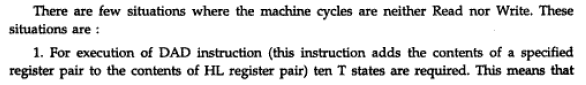 There are few situations where the machine cycles are neither Read nor Write. These
situations are :
1. For execution of DAD instruction (this instruction adds the contents of a specified
register pair to the contents of HL register pair) ten T states are required. This means that